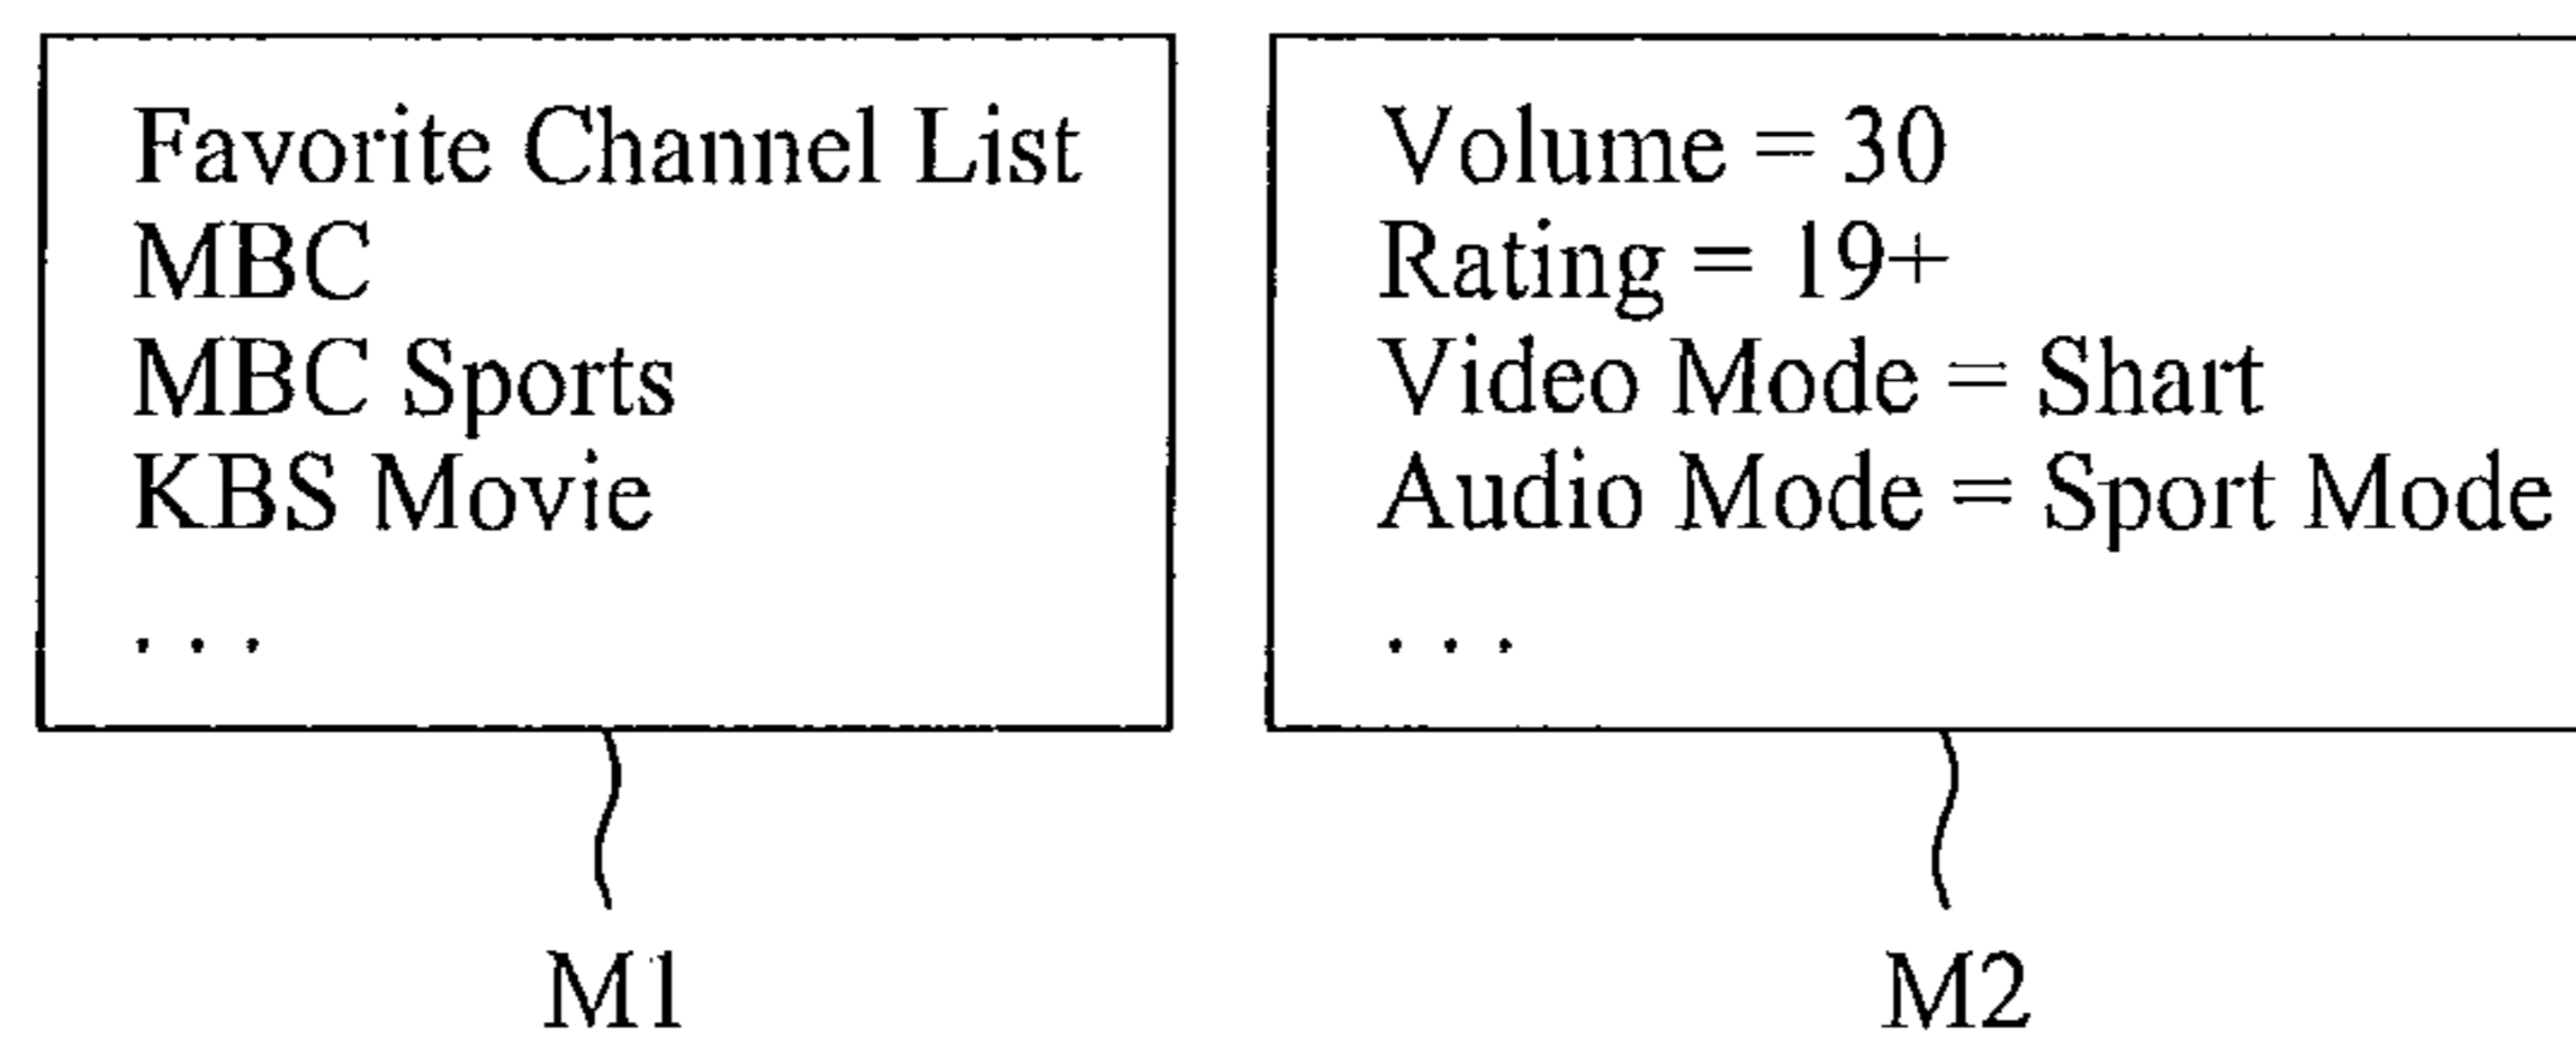 Favorite Channel List
MBC
MBC Sports
KBS Movie
. . .
M1
Volume = 30
Rating = 19+
Video Mode = Shart
Audio Mode = Sport Mode
. . .
M2